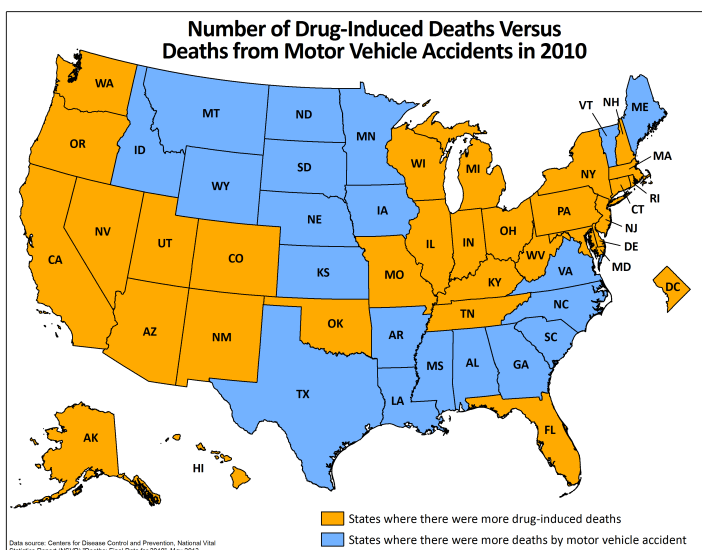 Number of Drug-Induced Deaths Versus
Deaths from Motor Vehicle Accidents in 2010
WA
MT
ND
MN
VT
NH
ME
OR
ID
SD
WI
MI
MA
WY
NY
RI
CT
NV
NE
IA
PA
NJ
UT
CO
IL
IN
OH
DE
CA
KS
MO
WV
VA
MD
KY
DC
AZ
NM
OK
TN
NC
AR
SC
TX
MS
AL
GA
LA
FL
AK
HI
States where there were more drug-induced deaths
States where there were more deaths by motor vehicle accident
Data source: Centers for Disease Control and Prevention, National Vital